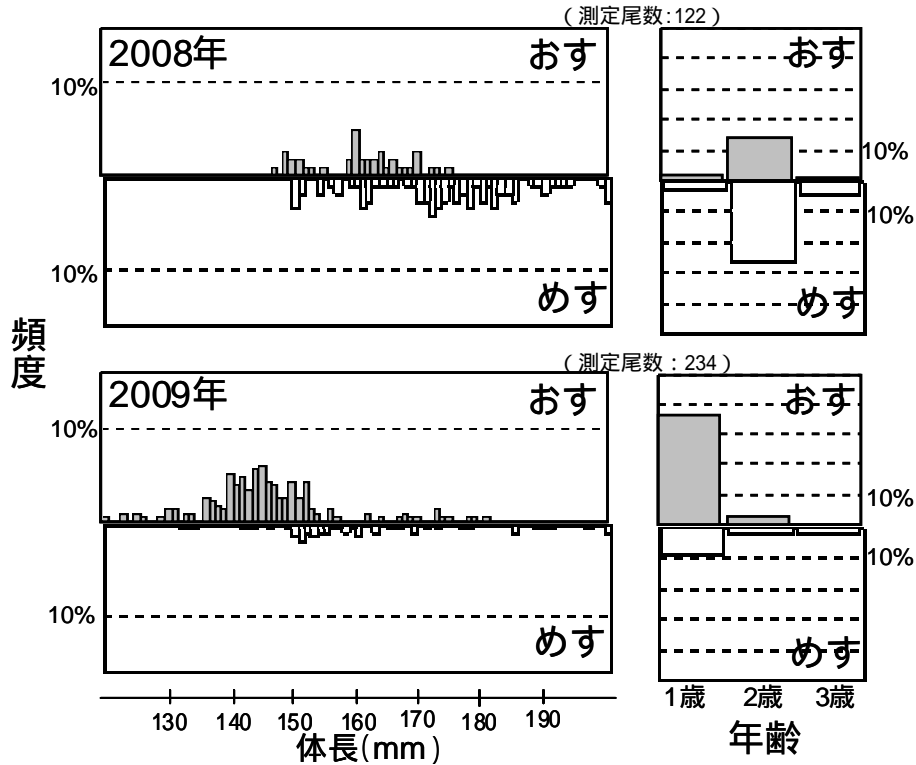 （測定尾数:122）
2008年 おす おす
10%
10%
10%
10%
めす めす
頻度
（測定尾数：234）
2009年 おす おす
10%
10%
10%
10%
めす めす
130 140 150 160 170 180 190
体長(mm)
1歳 2歳 3歳
年齢